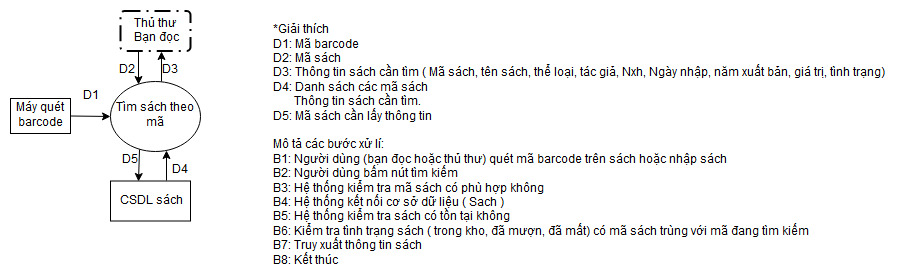 Thủ thư
Bạn đọc
D2
D3
D1
Máy quét
barcode
Tìm sách theo
mã
D5
D4
CSDL sách
*Giải thích
D1: Mã barcode
D2: Mã sách
D3: Thông tin sách cần tìm ( Mã sách, tên sách, thể loại, tác giả, Nxh, Ngày nhập, năm xuất bản, giá trị, tình trạng)
D4: Danh sách các mã sách
Thông tin sách cần tìm.
D5: Mã sách cần lấy thông tin
Mô tả các bước xử lí:
B1: Người dùng (bạn đọc hoặc thủ thư) quét mã barcode trên sách hoặc nhập sách
B2: Người dùng bấm nút tìm kiếm
B3: Hệ thống kiểm tra mã sách có phù hợp không
B4: Hệ thống kết nối cơ sở dữ liệu ( Sach )
B5: Hệ thống kiểm tra sách có tồn tại không
B6: Kiểm tra tình trạng sách ( trong kho, đã mượn, đã mất) có mã sách trùng với mã đang tìm kiếm
B7: Truy xuất thông tin sách
B8: Kết thúc